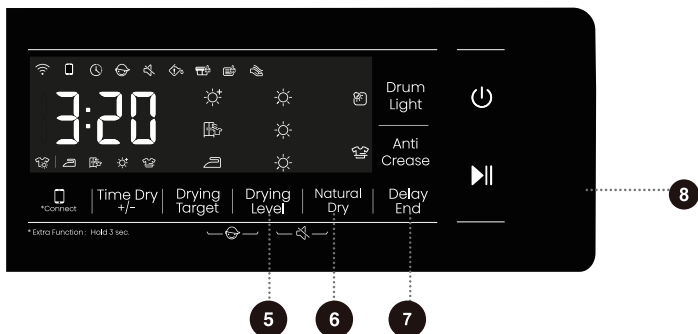 3:20
Drum
Light
Anti
Crease
*Connect
Time Dry
+/-
Drying
Target
Drying
Level
Natural
Dry
Delay
End
* Extra Function : Hold 3 sec.
5
6
7
8